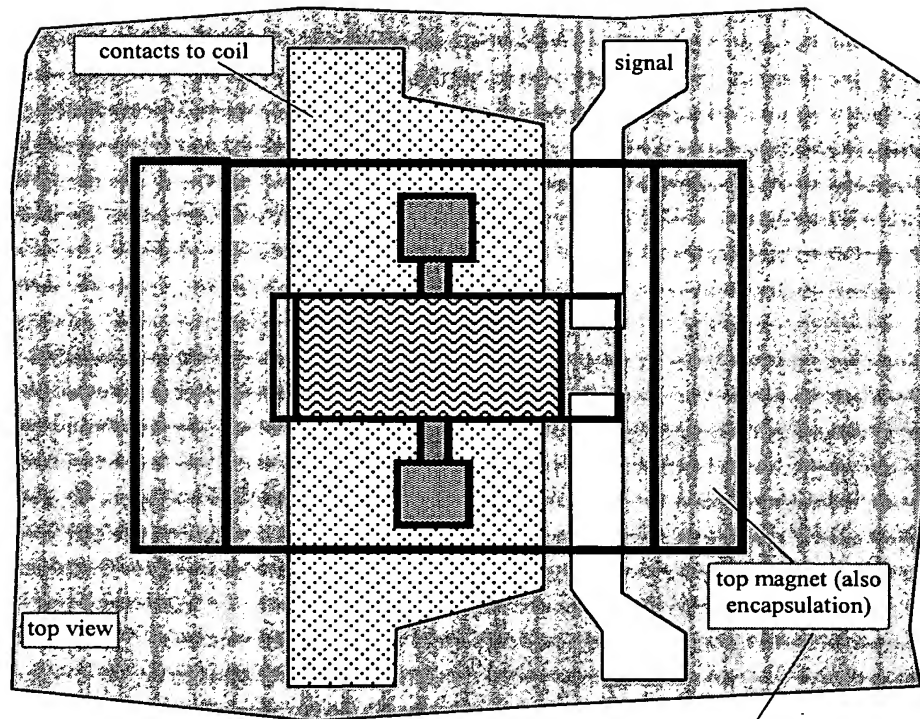 contacts to coil
signal
top magnet (also
encapsulation)
top view